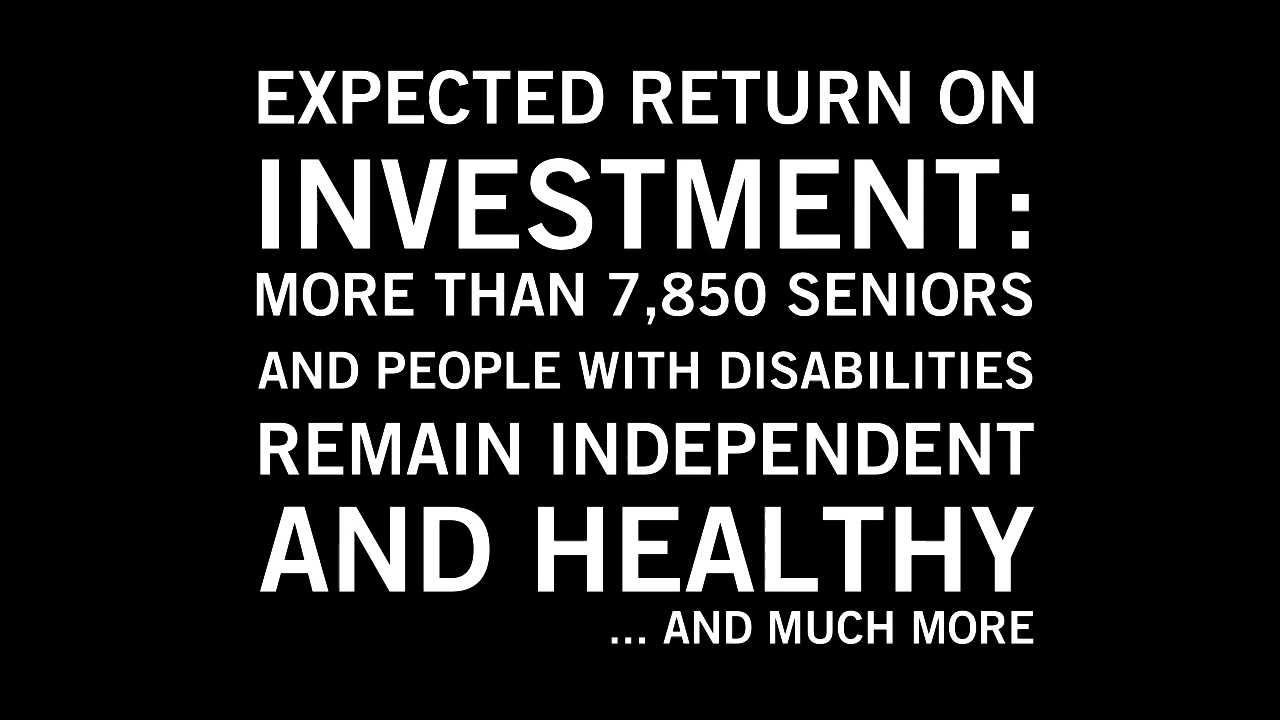 EXPECTED RETURN ON
INVESTMENT:
MORE THAN 7,850 SENIORS
AND PEOPLE WITH DISABILITIES
REMAIN INDEPENDENT
AND HEALTHY
... AND MUCH MORE